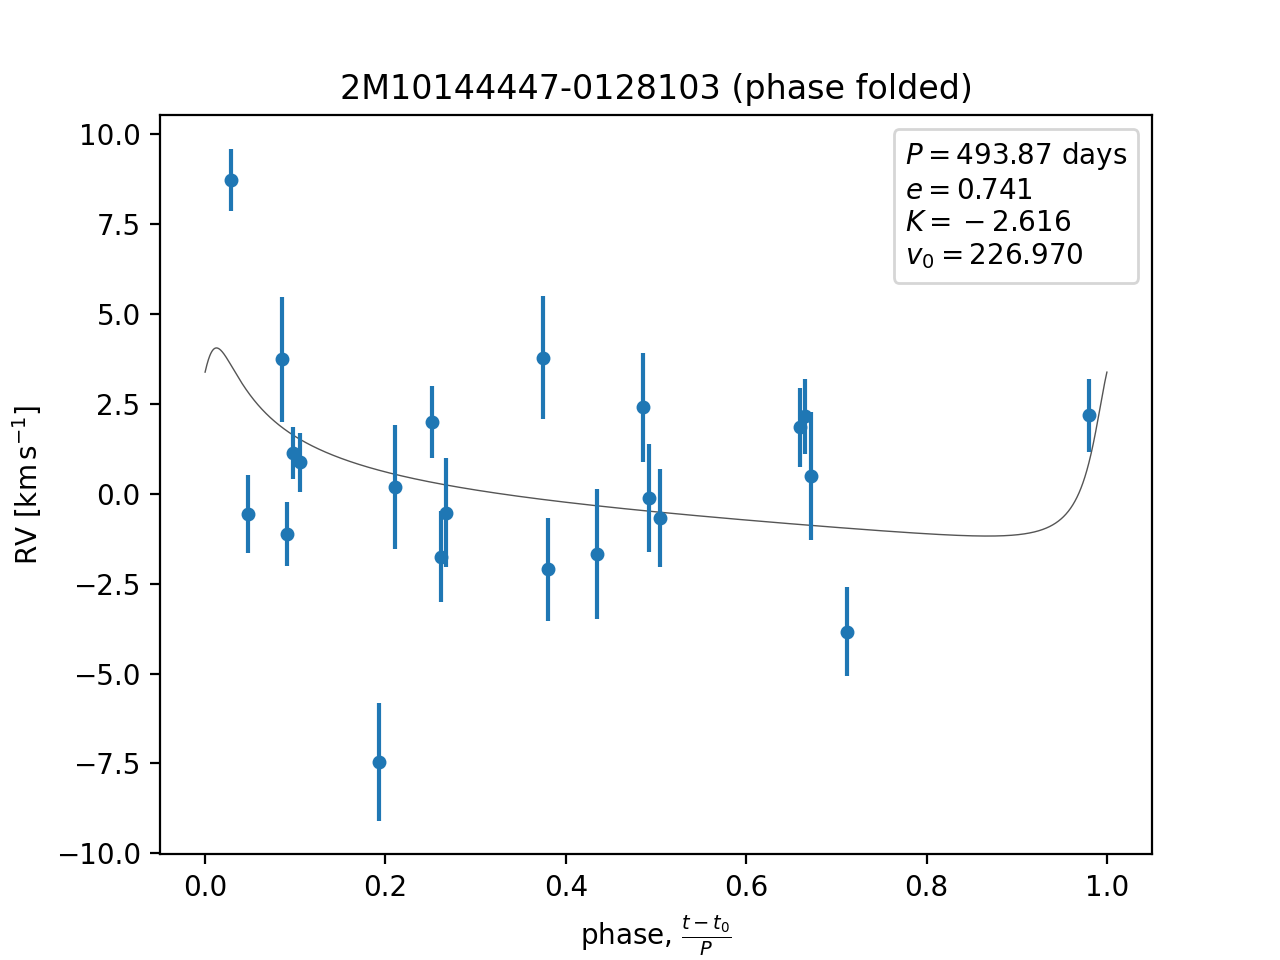 2M10144447-0128103 (phase folded)
P = 493.87 days
e = 0.741
K = −2.616
v₀ = 226.970
10.0
7.5
5.0
2.5
0.0
−2.5
−5.0
−7.5
−10.0
RV [km s⁻¹]
0.0 0.2 0.4 0.6 0.8 1.0
phase, (t − t₀)/P